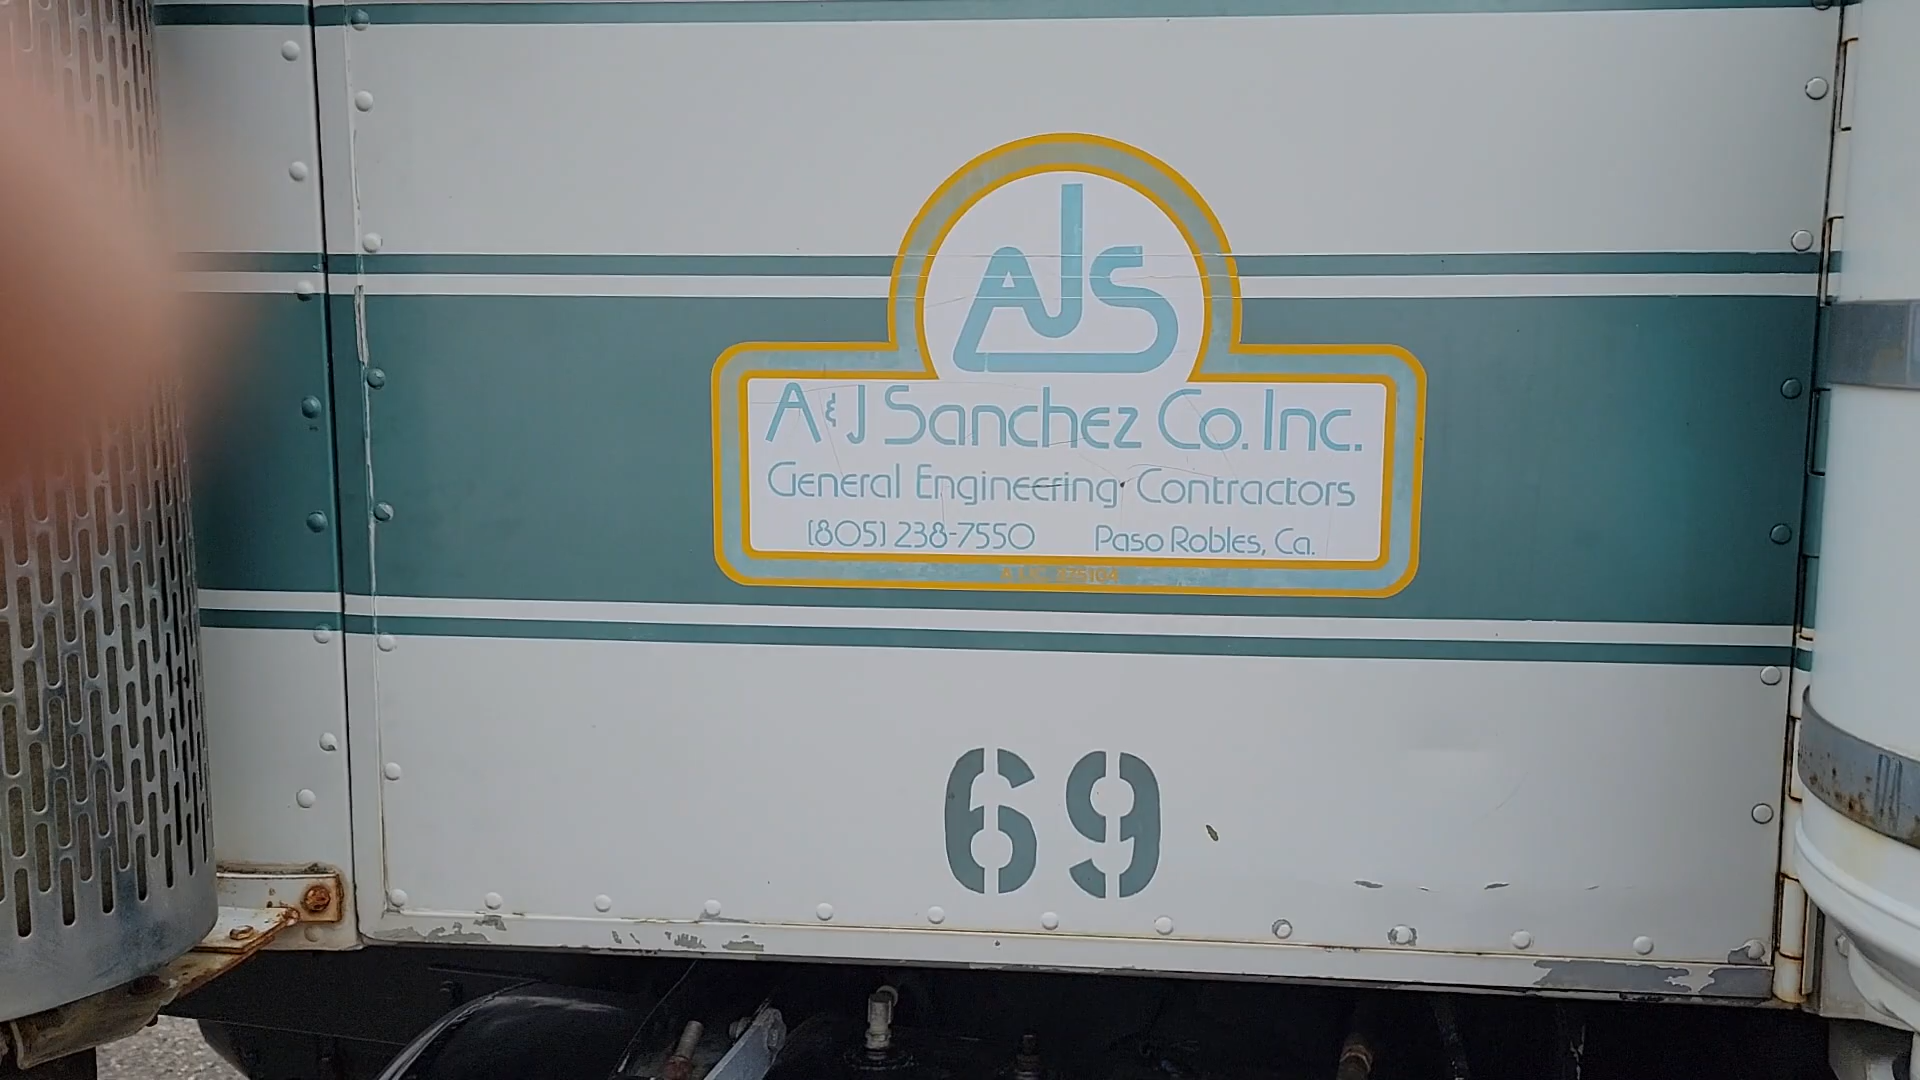 AJS
A & J Sanchez Co. Inc.
General Engineering Contractors
(805) 238-7550 Paso Robles, Ca.
69